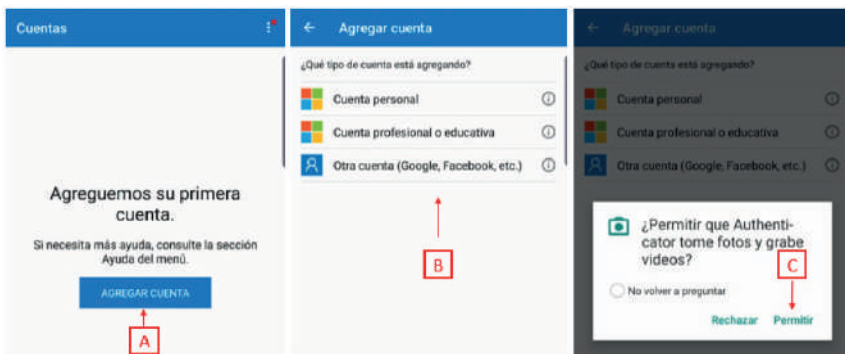 Cuentas
Agreguemos su primera
cuenta.
Si necesita más ayuda, consulte la sección
Ayuda del menú.
AGREGAR CUENTA
A
Agregar cuenta
¿Qué tipo de cuenta está agregando?
Cuenta personal
Cuenta profesional o educativa
Otra cuenta (Google, Facebook, etc.)
B
Agregar cuenta
¿Qué tipo de cuenta está agregando?
Cuenta personal
Cuenta profesional o educativa
Otra cuenta (Google, Facebook, etc.)
¿Permitir que Authenti-
cator tome fotos y grabe
videos?
C
No volver a preguntar
Rechazar Permitir